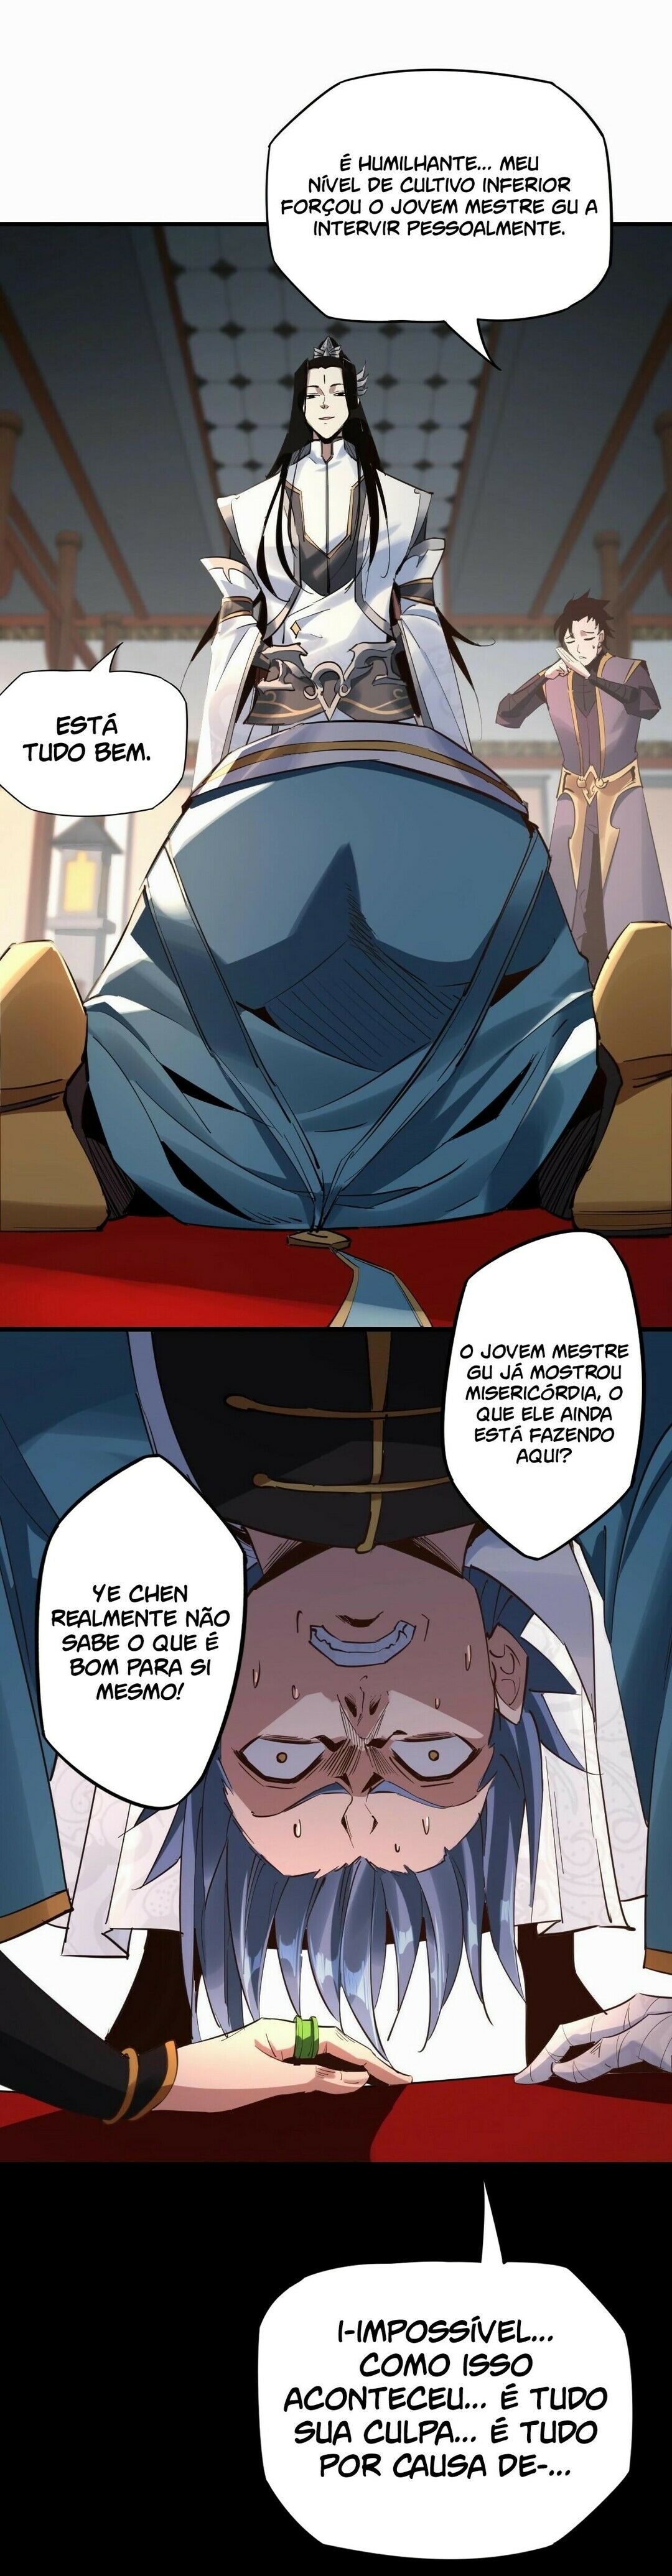 É HUMILHANTE... MEU
NÍVEL DE CULTIVO INFERIOR
FORÇOU O JOVEM MESTRE GU A
INTERVIR PESSOALMENTE.
ESTÁ
TUDO BEM.
O JOVEM MESTRE
GU JÁ MOSTROU
MISERICÓRDIA, O
QUE ELE AINDA
ESTÁ FAZENDO
AQUI?
YE CHEN
REALMENTE NÃO
SABE O QUE É
BOM PARA SI
MESMO!
I-IMPOSSÍVEL...
COMO ISSO
ACONTECEU... É TUDO
SUA CULPA... É TUDO
POR CAUSA DE-...